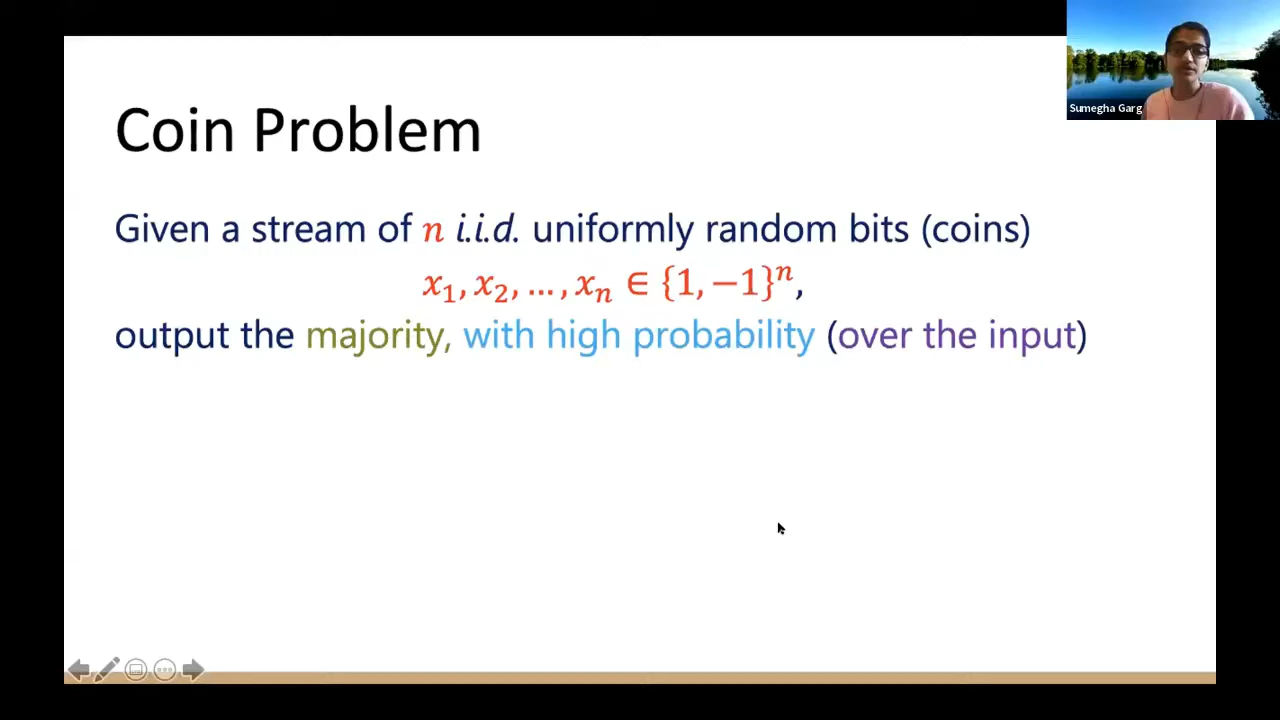 Sumegha Garg
Coin Problem
Given a stream of n i.i.d. uniformly random bits (coins)
x₁, x₂, … , xₙ ∈ {1, −1}ⁿ,
output the majority, with high probability (over the input)